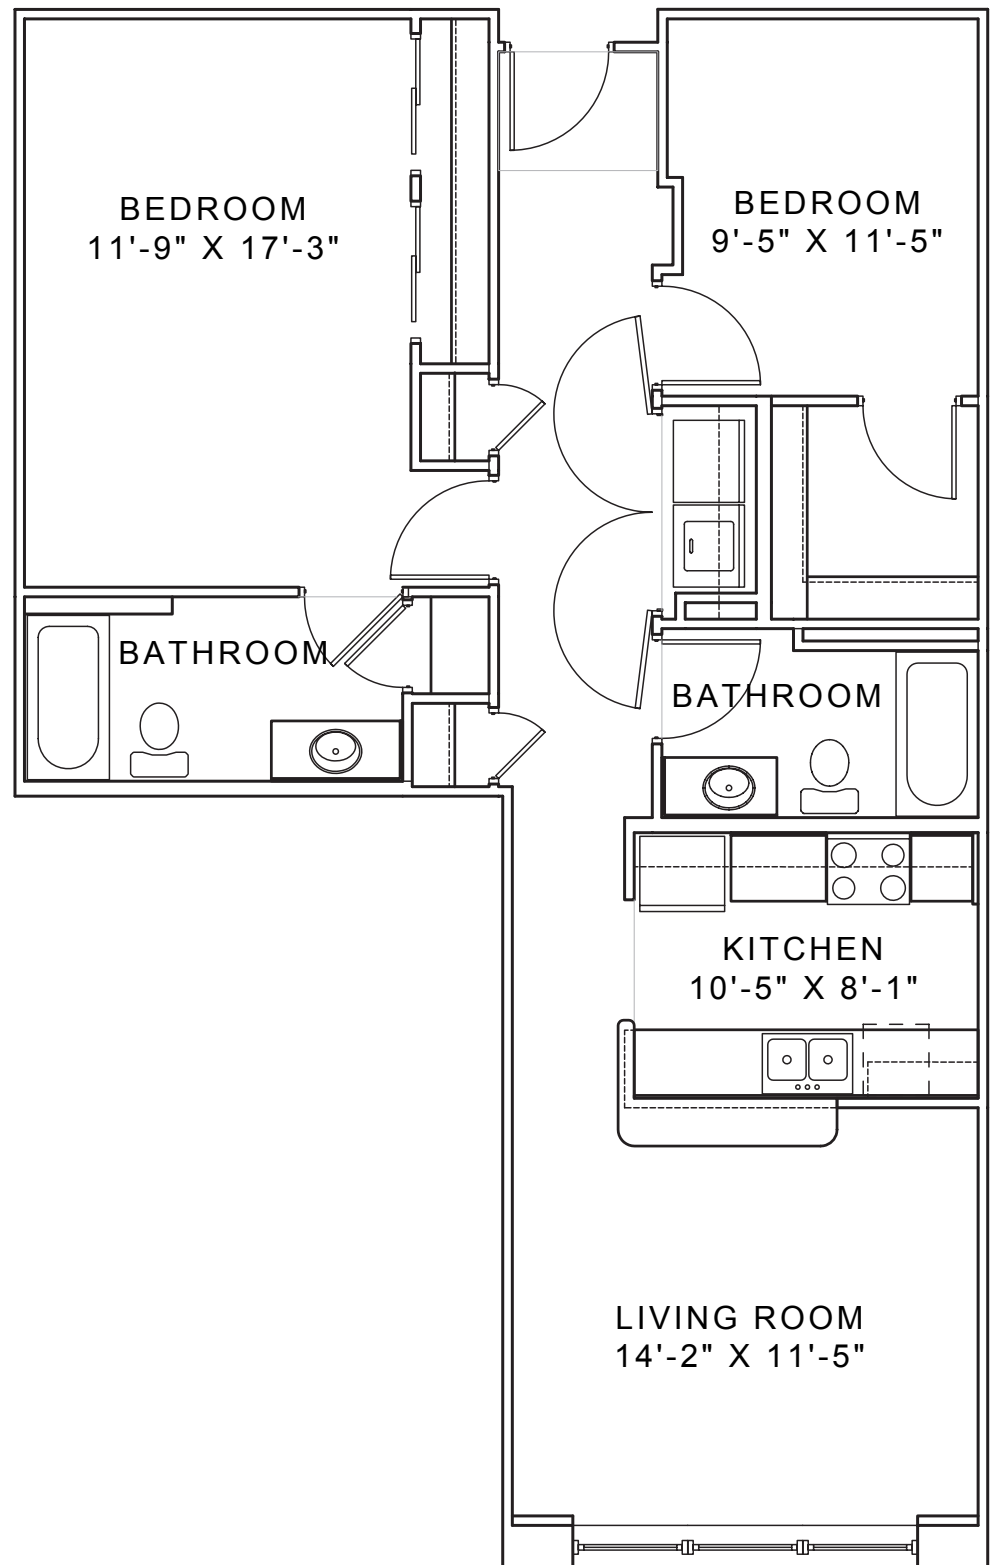 BEDROOM
11'-9" X 17'-3"
BEDROOM
9'-5" X 11'-5"
BATHROOM
BATHROOM
KITCHEN
10'-5" X 8'-1"
LIVING ROOM
14'-2" X 11'-5"